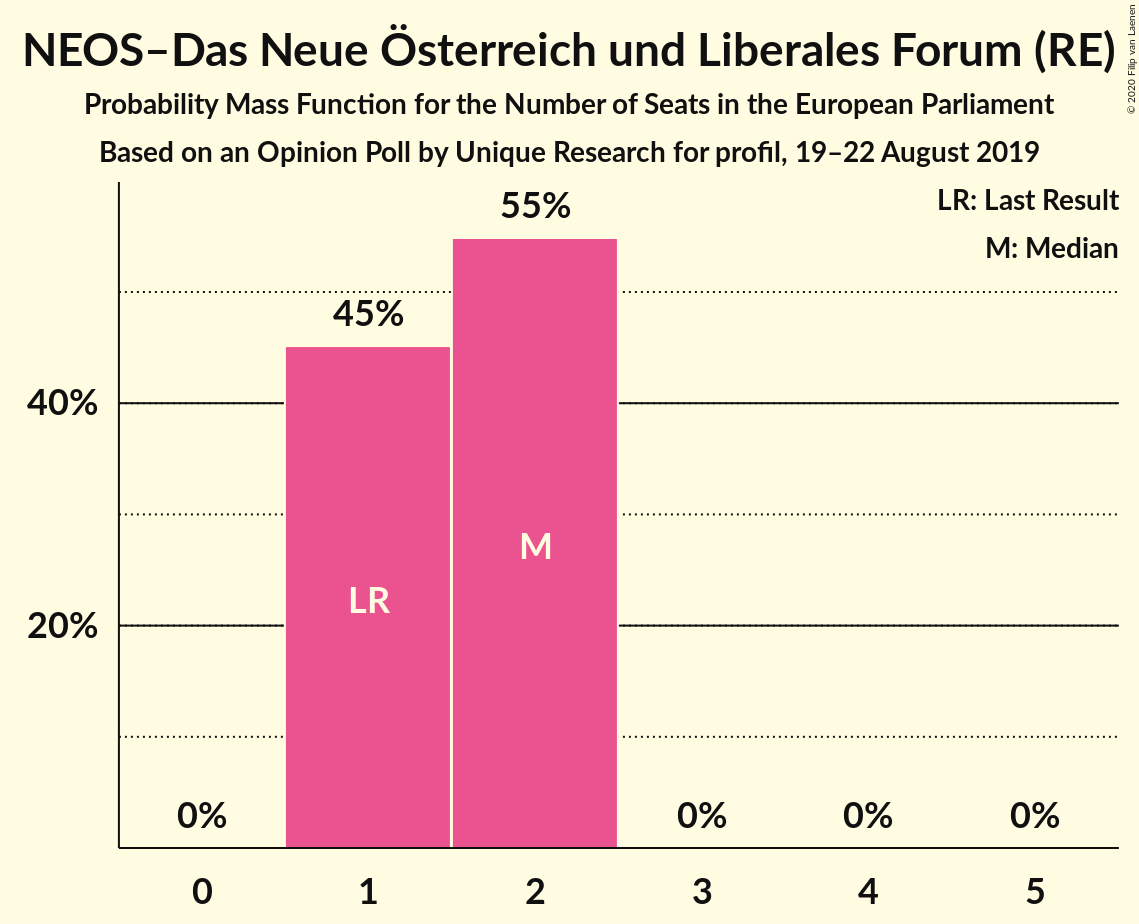 NEOS–Das Neue Österreich und Liberales Forum (RE)
Probability Mass Function for the Number of Seats in the European Parliament
Based on an Opinion Poll by Unique Research for profil, 19–22 August 2019
© 2020 Filip van Laenen
LR: Last Result
M: Median
55%
45%
40%
M
LR
20%
0% 0% 0% 0%
0 1 2 3 4 5